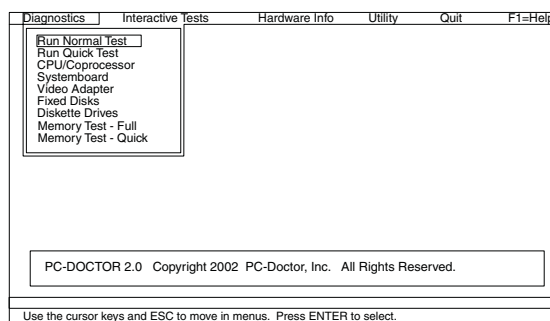 Diagnostics Interactive Tests Hardware Info Utility Quit F1=Help
Run Normal Test
Run Quick Test
CPU/Coprocessor
Systemboard
Video Adapter
Fixed Disks
Diskette Drives
Memory Test - Full
Memory Test - Quick
PC-DOCTOR 2.0 Copyright 2002 PC-Doctor, Inc. All Rights Reserved.
Use the cursor keys and ESC to move in menus. Press ENTER to select.